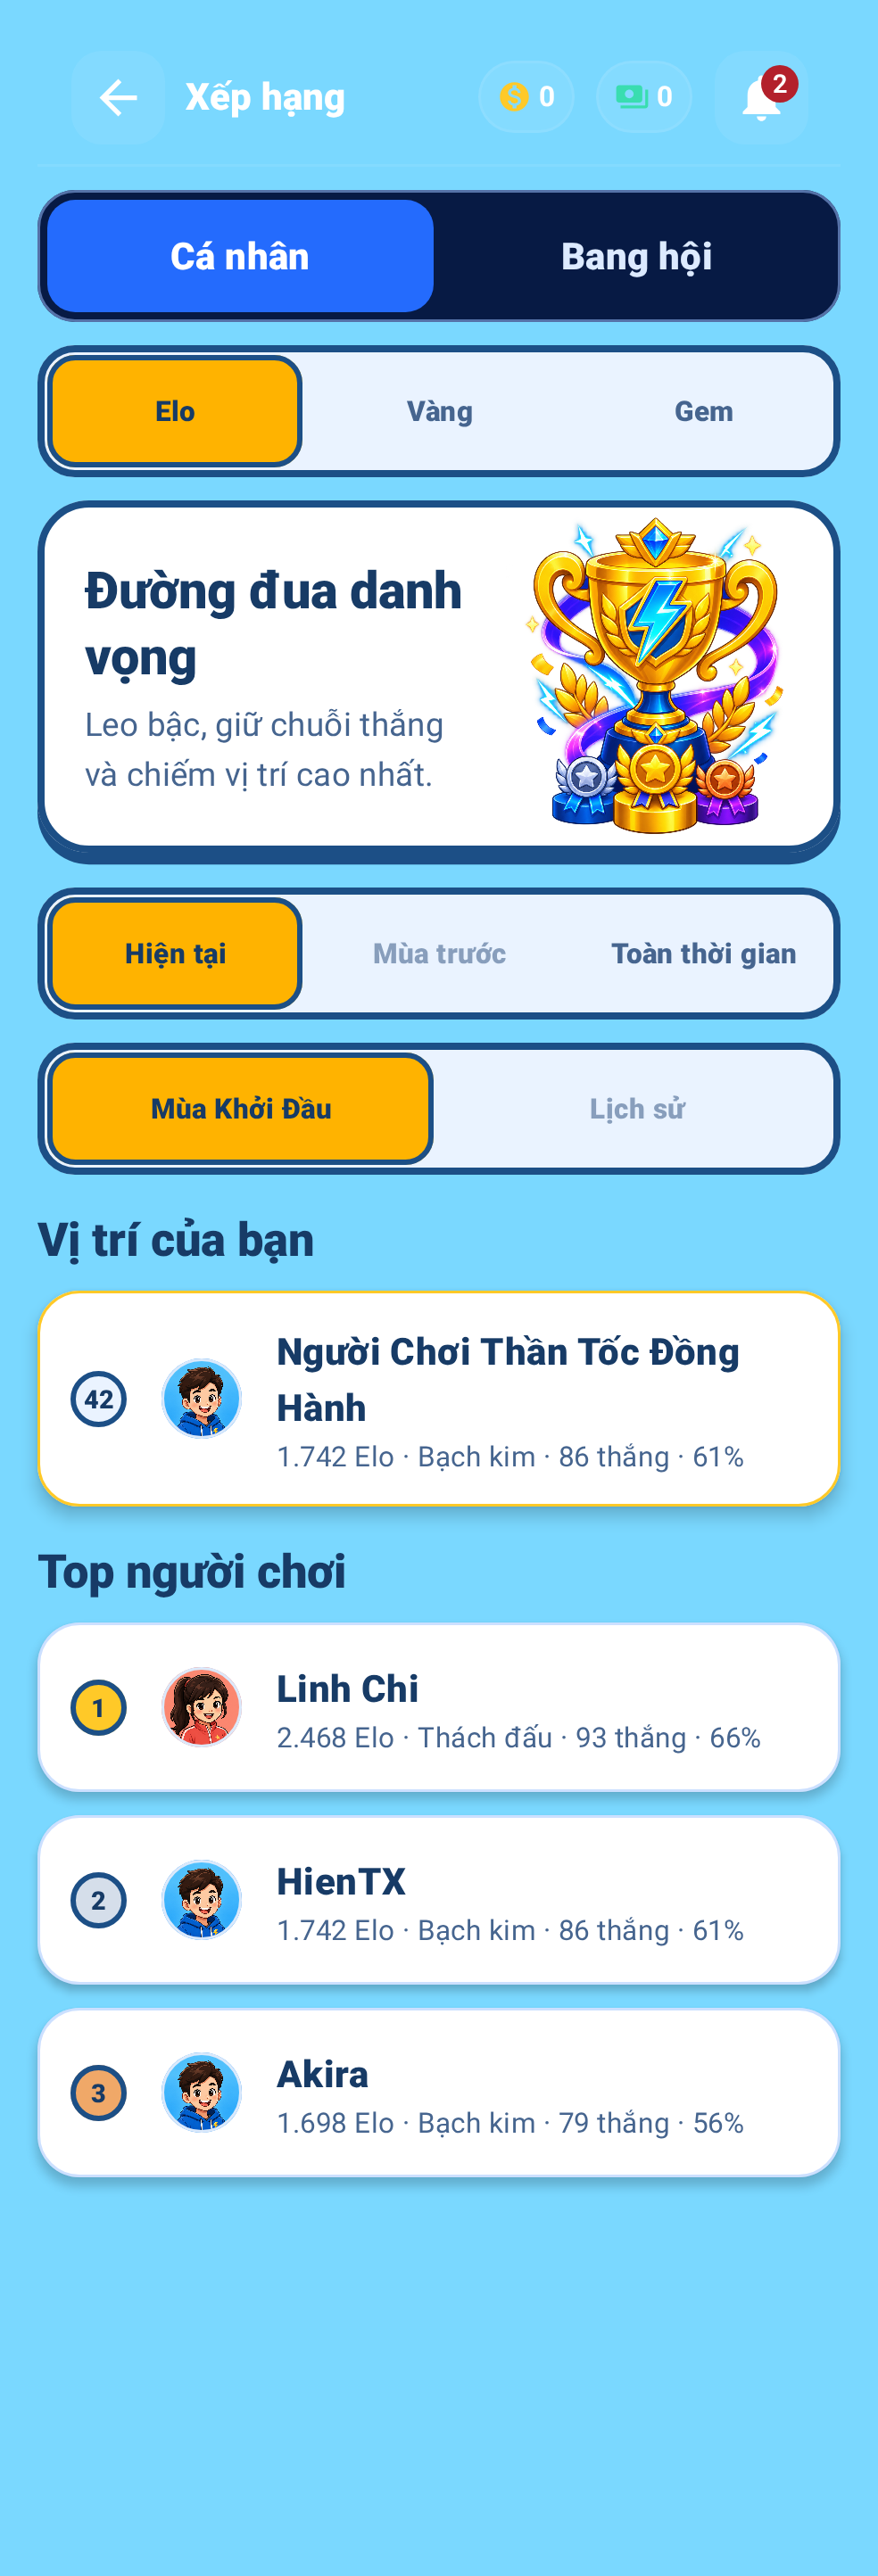 Xếp hạng
0
0
2
Cá nhân
Bang hội
Elo
Vàng
Gem
Đường đua danh
vọng
Leo bậc, giữ chuỗi thắng
và chiếm vị trí cao nhất.
Hiện tại
Mùa trước
Toàn thời gian
Mùa Khởi Đầu
Lịch sử
Vị trí của bạn
42
Người Chơi Thần Tốc Đồng
Hành
1.742 Elo · Bạch kim · 86 thắng · 61%
Top người chơi
1
Linh Chi
2.468 Elo · Thách đấu · 93 thắng · 66%
2
HienTX
1.742 Elo · Bạch kim · 86 thắng · 61%
3
Akira
1.698 Elo · Bạch kim · 79 thắng · 56%